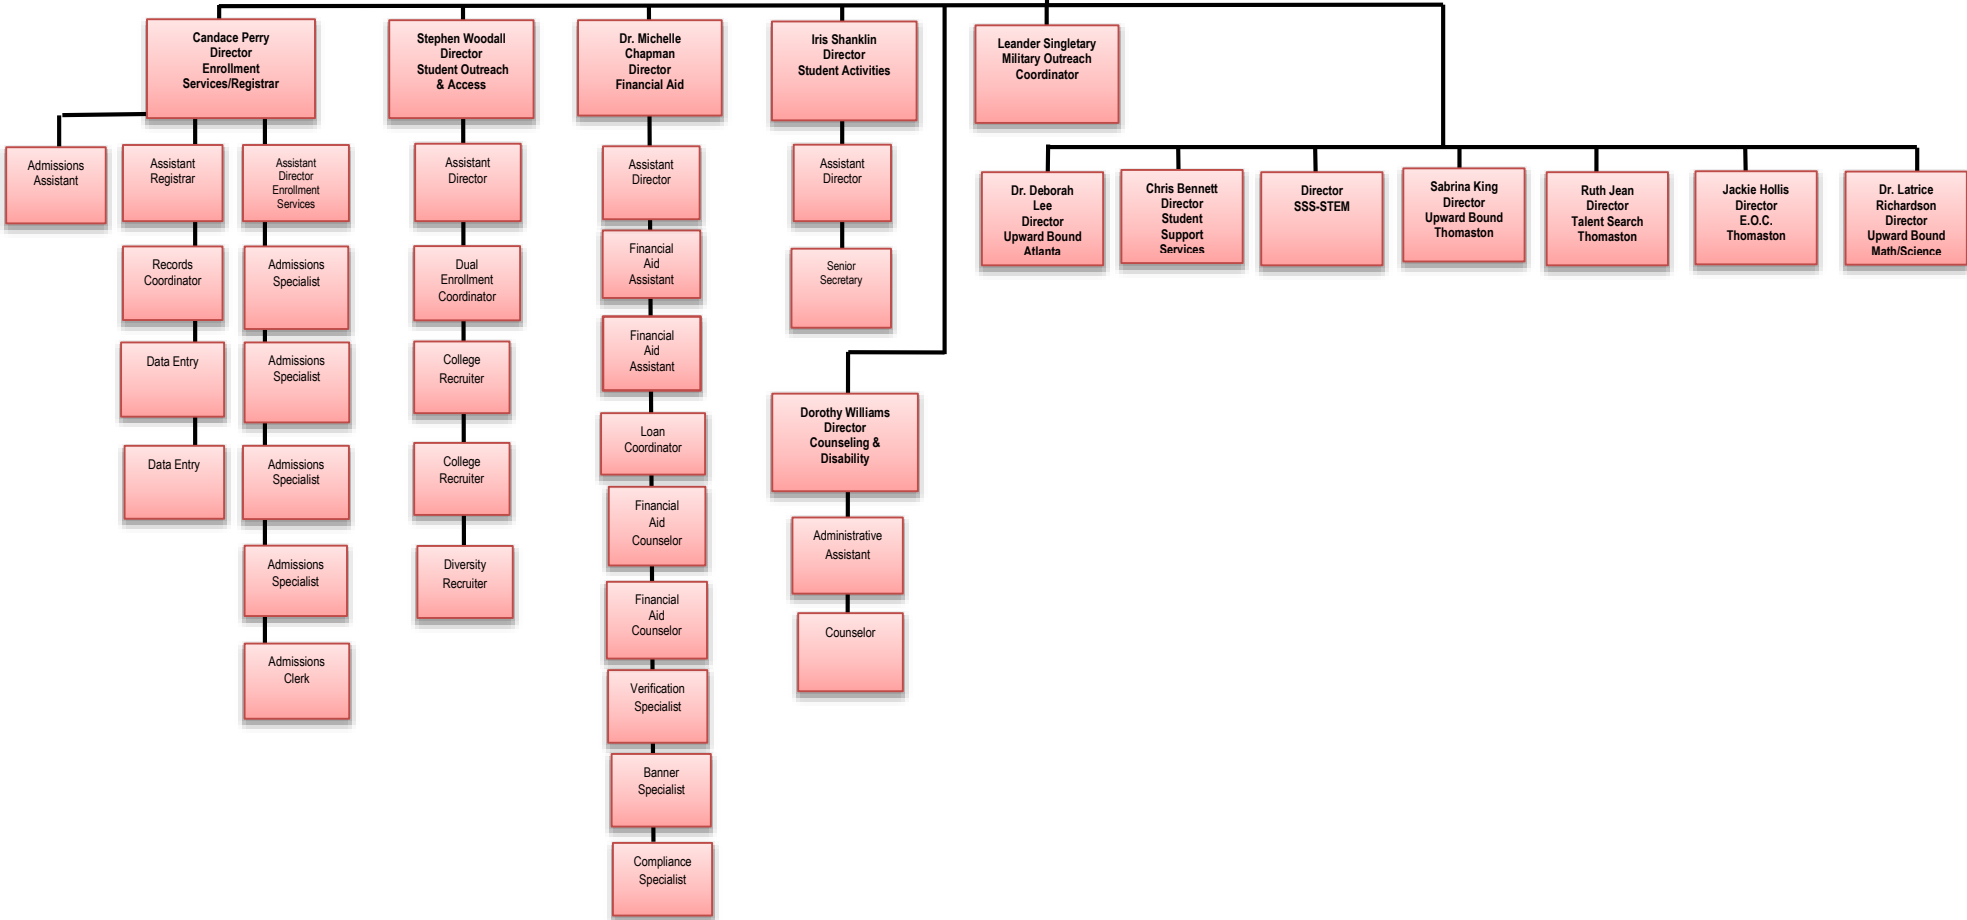 Candace Perry
Director
Enrollment
Services/Registrar
Stephen Woodall
Director
Student Outreach
& Access
Dr. Michelle
Chapman
Director
Financial Aid
Iris Shanklin
Director
Student Activities
Leander Singletary
Military Outreach
Coordinator
Admissions
Assistant
Assistant
Registrar
Assistant
Director
Enrollment
Services
Records
Coordinator
Data Entry
Data Entry
Admissions
Specialist
Admissions
Specialist
Admissions
Specialist
Admissions
Specialist
Admissions
Clerk
Assistant
Director
Dual
Enrollment
Coordinator
College
Recruiter
College
Recruiter
Diversity
Recruiter
Assistant
Director
Financial
Aid
Assistant
Financial
Aid
Assistant
Loan
Coordinator
Financial
Aid
Counselor
Financial
Aid
Counselor
Verification
Specialist
Banner
Specialist
Compliance
Specialist
Assistant
Director
Senior
Secretary
Dorothy Williams
Director
Counseling &
Disability
Administrative
Assistant
Counselor
Dr. Deborah
Lee
Director
Upward Bound
Atlanta
Chris Bennett
Director
Student
Support
Services
Director
SSS-STEM
Sabrina King
Director
Upward Bound
Thomaston
Ruth Jean
Director
Talent Search
Thomaston
Jackie Hollis
Director
E.O.C.
Thomaston
Dr. Latrice
Richardson
Director
Upward Bound
Math/Science